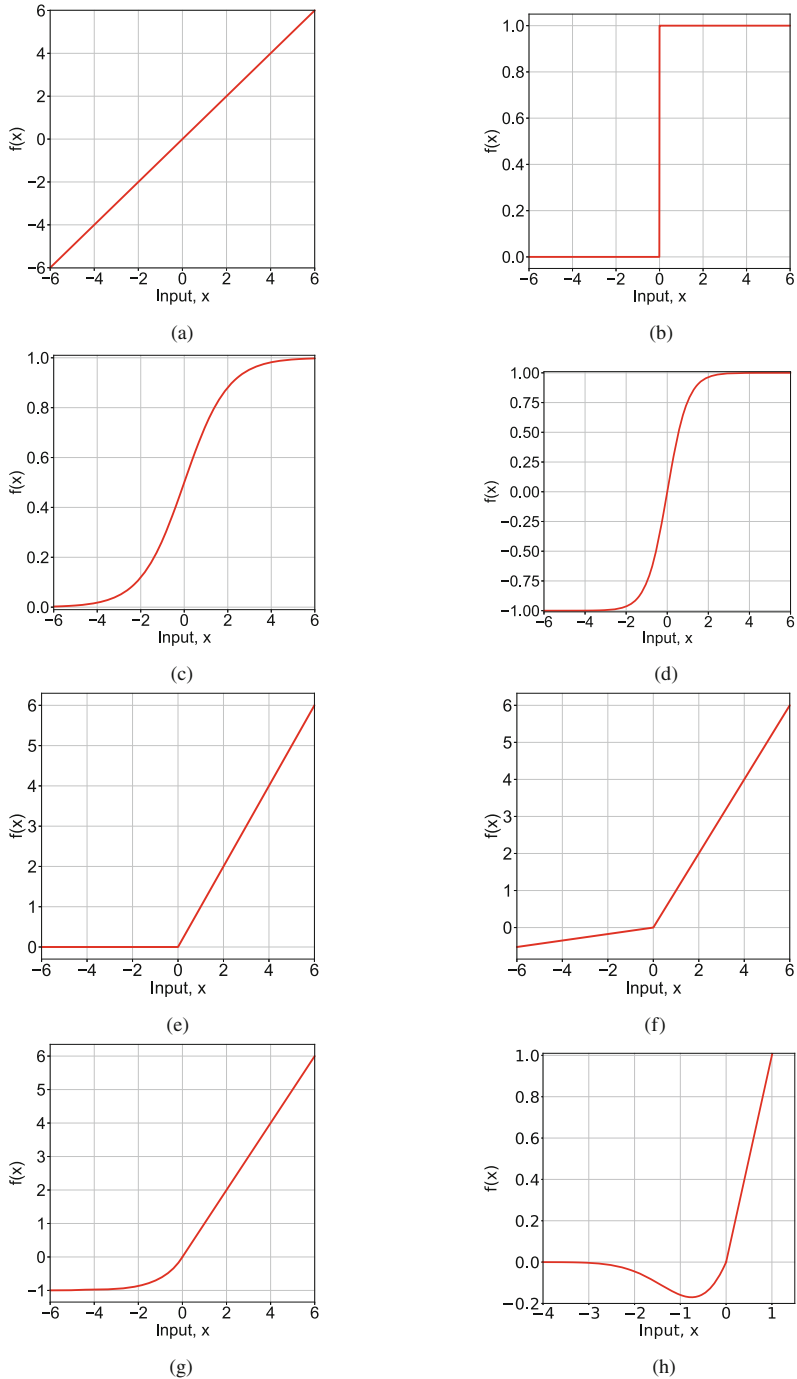 6
4
2
0
−2
−4
−6
f(x)
−6 −4 −2 0 2 4 6
Input, x
(a)
1.0
0.8
0.6
0.4
0.2
0.0
f(x)
−6 −4 −2 0 2 4 6
Input, x
(b)
1.0
0.8
0.6
0.4
0.2
0.0
f(x)
−6 −4 −2 0 2 4 6
Input, x
(c)
1.00
0.75
0.50
0.25
0.00
−0.25
−0.50
−0.75
−1.00
f(x)
−6 −4 −2 0 2 4 6
Input, x
(d)
6
5
4
3
2
1
0
f(x)
−6 −4 −2 0 2 4 6
Input, x
(e)
6
5
4
3
2
1
0
f(x)
−6 −4 −2 0 2 4 6
Input, x
(f)
6
5
4
3
2
1
0
−1
f(x)
−6 −4 −2 0 2 4 6
Input, x
(g)
1.0
0.8
0.6
0.4
0.2
0.0
−0.2
f(x)
−4 −3 −2 −1 0 1
Input, x
(h)